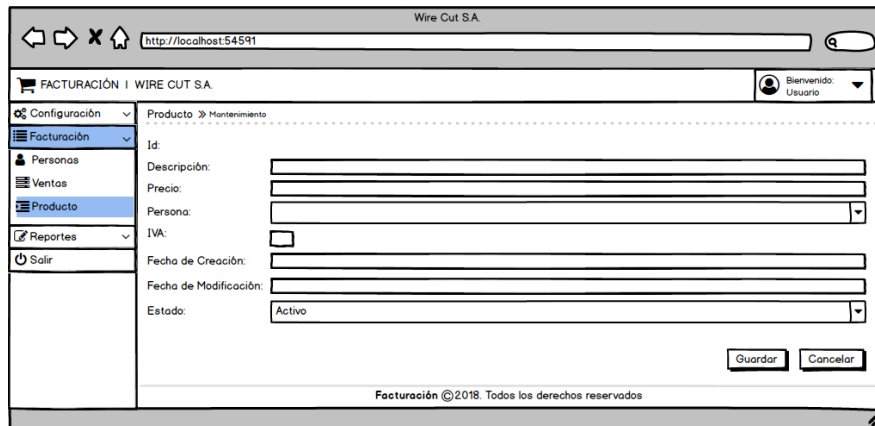 Wire Cut S.A.
http://localhost:54591
FACTURACIÓN | WIRE CUT S.A.
Bienvenido:
Usuario
Configuración
Facturación
Personas
Ventas
Producto
Reportes
Salir
Producto » Mantenimiento
Id:
Descripción:
Precio:
Persona:
IVA:
Fecha de Creación:
Fecha de Modificación:
Estado:
Activo
Guardar
Cancelar
Facturación ©2018. Todos los derechos reservados